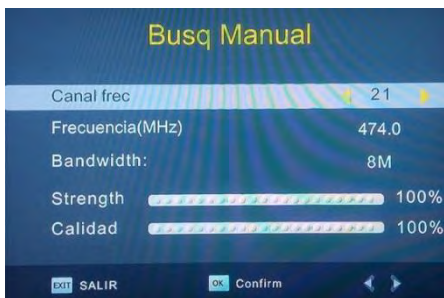 Busq Manual
Canal frec 21
Frecuencia(MHz) 474.0
Bandwidth: 8M
Strength 100%
Calidad 100%
EXIT SALIR OK Confirm